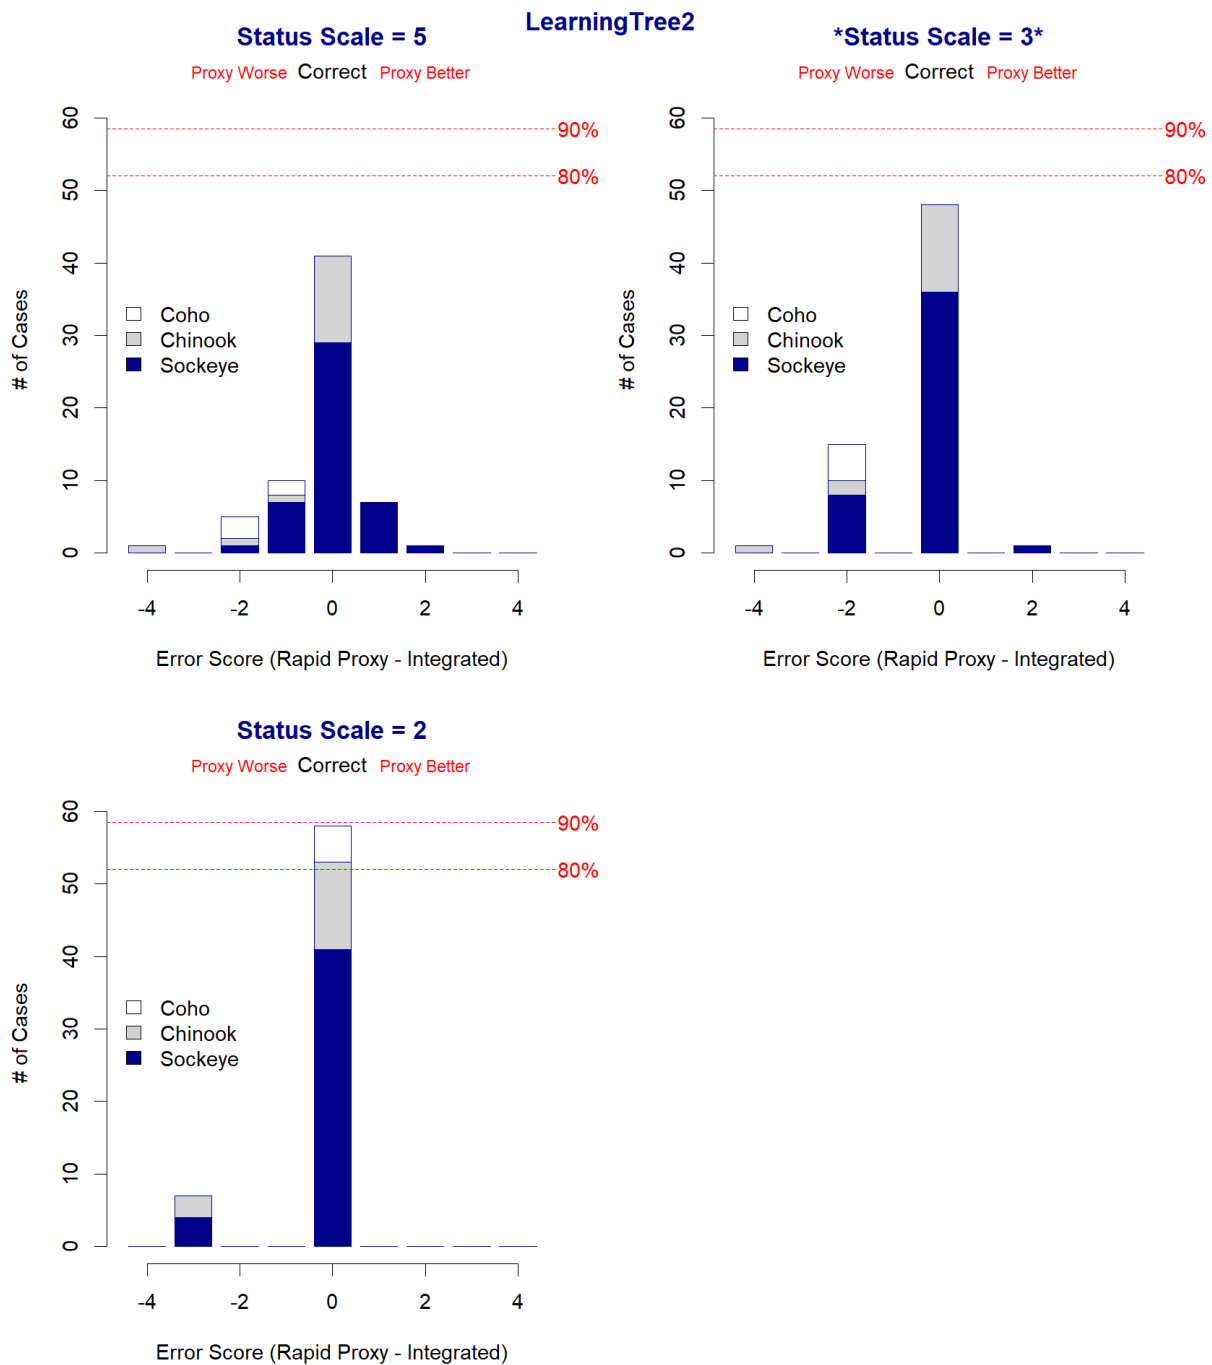 LearningTree2
Status Scale = 5
Proxy Worse Correct Proxy Better
60
50
40
30
20
10
0
90%
80%
# of Cases
Coho
Chinook
Sockeye
-4 -2 0 2 4
Error Score (Rapid Proxy - Integrated)
*Status Scale = 3*
Proxy Worse Correct Proxy Better
60
50
40
30
20
10
0
90%
80%
# of Cases
Coho
Chinook
Sockeye
-4 -2 0 2 4
Error Score (Rapid Proxy - Integrated)
Status Scale = 2
Proxy Worse Correct Proxy Better
60
50
40
30
20
10
0
90%
80%
# of Cases
Coho
Chinook
Sockeye
-4 -2 0 2 4
Error Score (Rapid Proxy - Integrated)